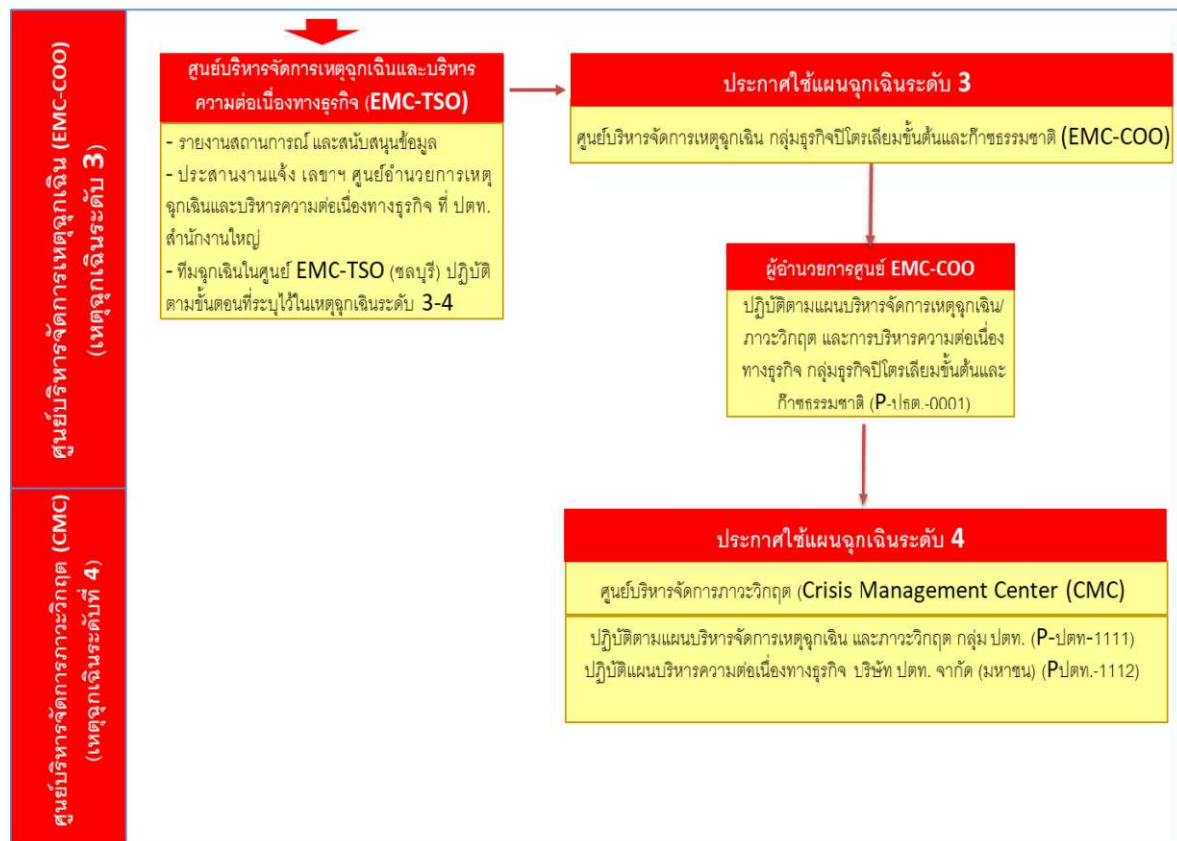 ศูนย์บริหารจัดการเหตุฉุกเฉิน (EMC-COO)
(เหตุฉุกเฉินระดับ 3)
ศูนย์บริหารจัดการเหตุฉุกเฉินและบริหาร
ความต่อเนื่องทางธุรกิจ (EMC-TSO)
- รายงานสถานการณ์ และสนับสนุนข้อมูล
- ประสานงานแจ้ง เลขาฯ ศูนย์อำนวยการเหตุ
ฉุกเฉินและบริหารความต่อเนื่องทางธุรกิจ ที่ ปตท.
สำนักงานใหญ่
- ทีมฉุกเฉินในศูนย์ EMC-TSO (ชลบุรี) ปฏิบัติ
ตามขั้นตอนที่ระบุไว้ในเหตุฉุกเฉินระดับ 3-4
ประกาศใช้แผนฉุกเฉินระดับ 3
ศูนย์บริหารจัดการเหตุฉุกเฉิน กลุ่มธุรกิจปิโตรเลียมขั้นต้นและก๊าซธรรมชาติ (EMC-COO)
ผู้อำนวยการศูนย์ EMC-COO
ปฏิบัติตามแผนบริหารจัดการเหตุฉุกเฉิน/
ภาวะวิกฤต และการบริหารความต่อเนื่อง
ทางธุรกิจ กลุ่มธุรกิจปิโตรเลียมขั้นต้นและ
ก๊าซธรรมชาติ (P-ปธต.-0001)
ศูนย์บริหารจัดการภาวะวิกฤต (CMC)
(เหตุฉุกเฉินระดับที่ 4)
ประกาศใช้แผนฉุกเฉินระดับ 4
ศูนย์บริหารจัดการภาวะวิกฤต (Crisis Management Center (CMC)
ปฏิบัติตามแผนบริหารจัดการเหตุฉุกเฉิน และภาวะวิกฤต กลุ่ม ปตท. (P-ปตท-1111)
ปฏิบัติแผนบริหารความต่อเนื่องทางธุรกิจ บริษัท ปตท. จำกัด (มหาชน) (Pปตท.-1112)